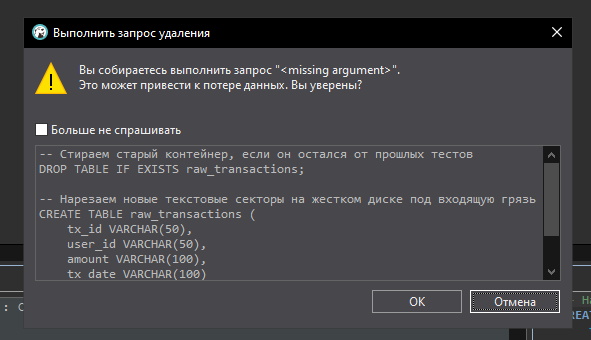 Выполнить запрос удаления
Вы собираетесь выполнить запрос "<missing argument>".
Это может привести к потере данных. Вы уверены?
Больше не спрашивать
-- Стираем старый контейнер, если он остался от прошлых тестов
DROP TABLE IF EXISTS raw_transactions;
-- Нарезаем новые текстовые секторы на жестком диске под входящую грязь
CREATE TABLE raw_transactions (
tx_id VARCHAR(50),
user_id VARCHAR(50),
amount VARCHAR(100),
tx_date VARCHAR(100)
ОК
Отмена